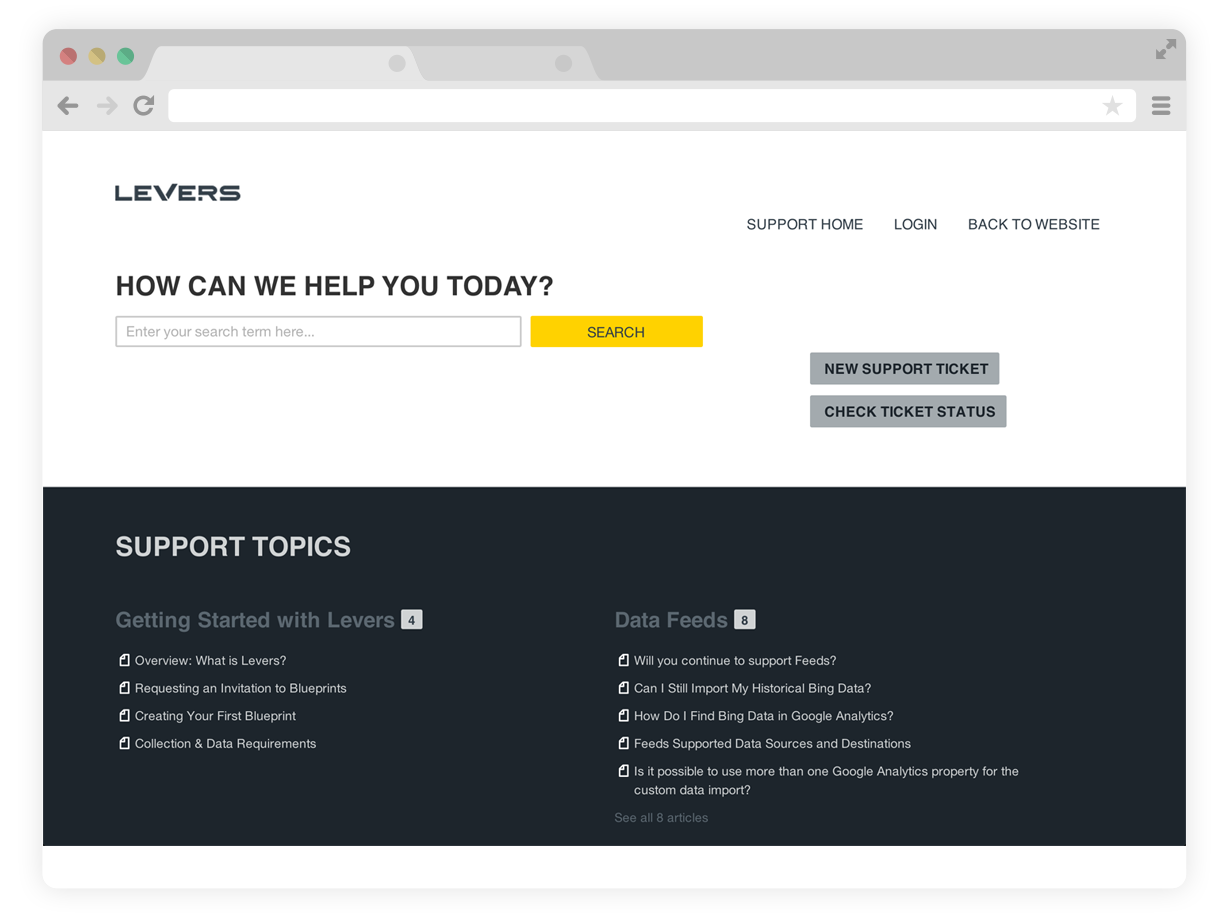 LEVERS
SUPPORT HOME LOGIN BACK TO WEBSITE
HOW CAN WE HELP YOU TODAY?
Enter your search term here...
SEARCH
NEW SUPPORT TICKET
CHECK TICKET STATUS
SUPPORT TOPICS
Getting Started with Levers 4
Overview: What is Levers?
Requesting an Invitation to Blueprints
Creating Your First Blueprint
Collection & Data Requirements
Data Feeds 8
Will you continue to support Feeds?
Can I Still Import My Historical Bing Data?
How Do I Find Bing Data in Google Analytics?
Feeds Supported Data Sources and Destinations
Is it possible to use more than one Google Analytics property for the
custom data import?
See all 8 articles